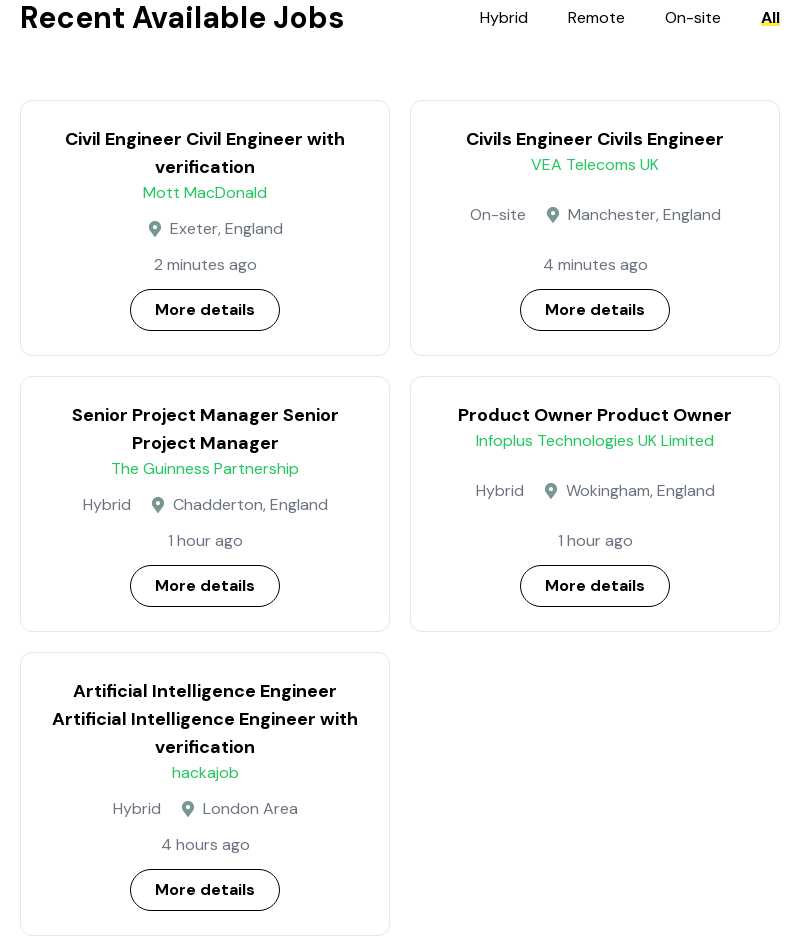 Recent Available Jobs
Hybrid
Remote
On-site
All
Civil Engineer Civil Engineer with
verification
Mott MacDonald
Exeter, England
2 minutes ago
More details
Civils Engineer Civils Engineer
VEA Telecoms UK
On-site
Manchester, England
4 minutes ago
More details
Senior Project Manager Senior
Project Manager
The Guinness Partnership
Hybrid
Chadderton, England
1 hour ago
More details
Product Owner Product Owner
Infoplus Technologies UK Limited
Hybrid
Wokingham, England
1 hour ago
More details
Artificial Intelligence Engineer
Artificial Intelligence Engineer with
verification
hackajob
Hybrid
London Area
4 hours ago
More details